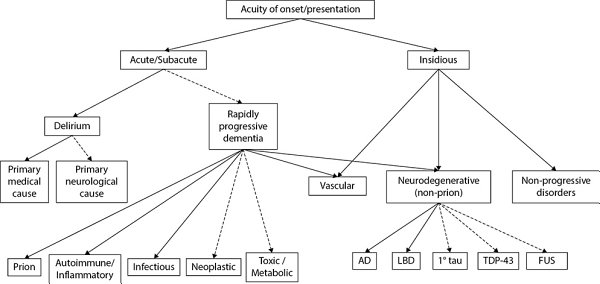 Acuity of onset/presentation
Acute/Subacute
Insidious
Delirium
Rapidly
progressive
dementia
Primary
medical
cause
Primary
neurological
cause
Vascular
Neurodegenerative
(non-prion)
Non-progressive
disorders
Prion
Autoimmune/
Inflammatory
Infectious
Neoplastic
Toxic /
Metabolic
AD
LBD
1° tau
TDP-43
FUS